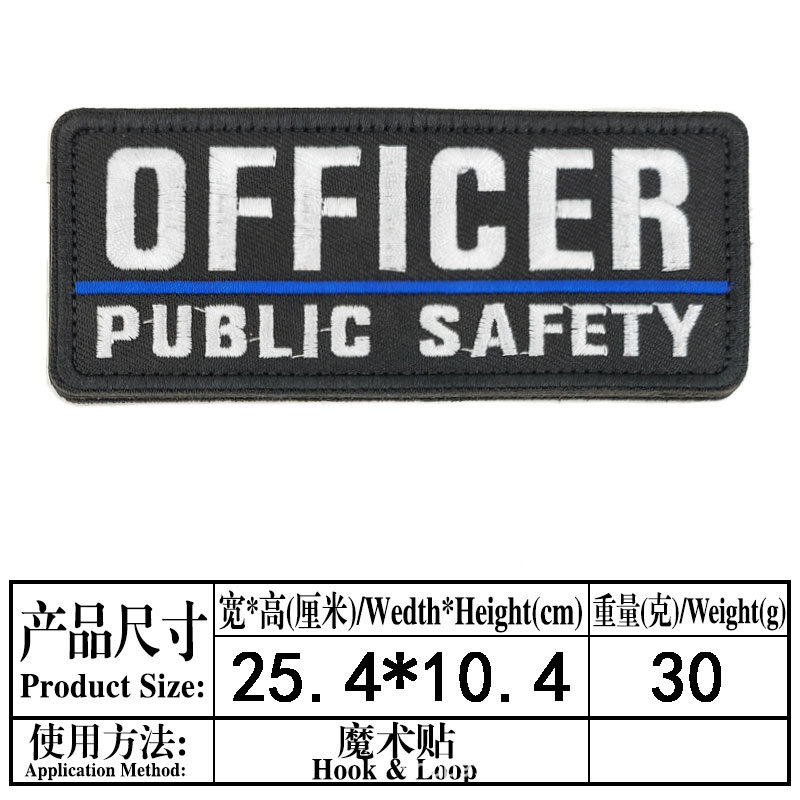 OFFICER
PUBLIC SAFETY
产品尺寸
Product Size:
宽*高(厘米)/Wedth*Height(cm)
重量(克)/Weight(g)
25.4*10.4
30
使用方法:
Application Method:
魔术贴
Hook & Loop